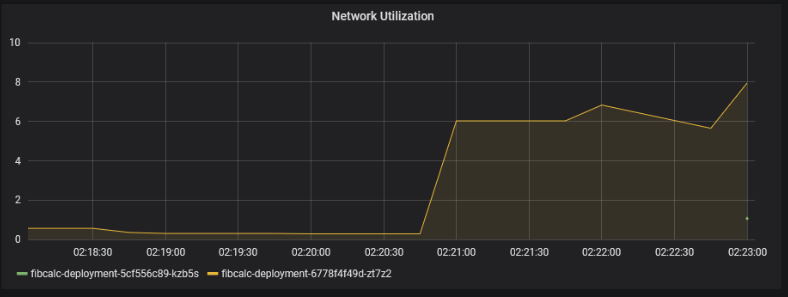 Network Utilization
10
8
6
4
2
0
02:18:30 02:19:00 02:19:30 02:20:00 02:20:30 02:21:00 02:21:30 02:22:00 02:22:30 02:23:00
fibcalc-deployment-5cf556c89-kzb5s fibcalc-deployment-6778f4f49d-zt7z2